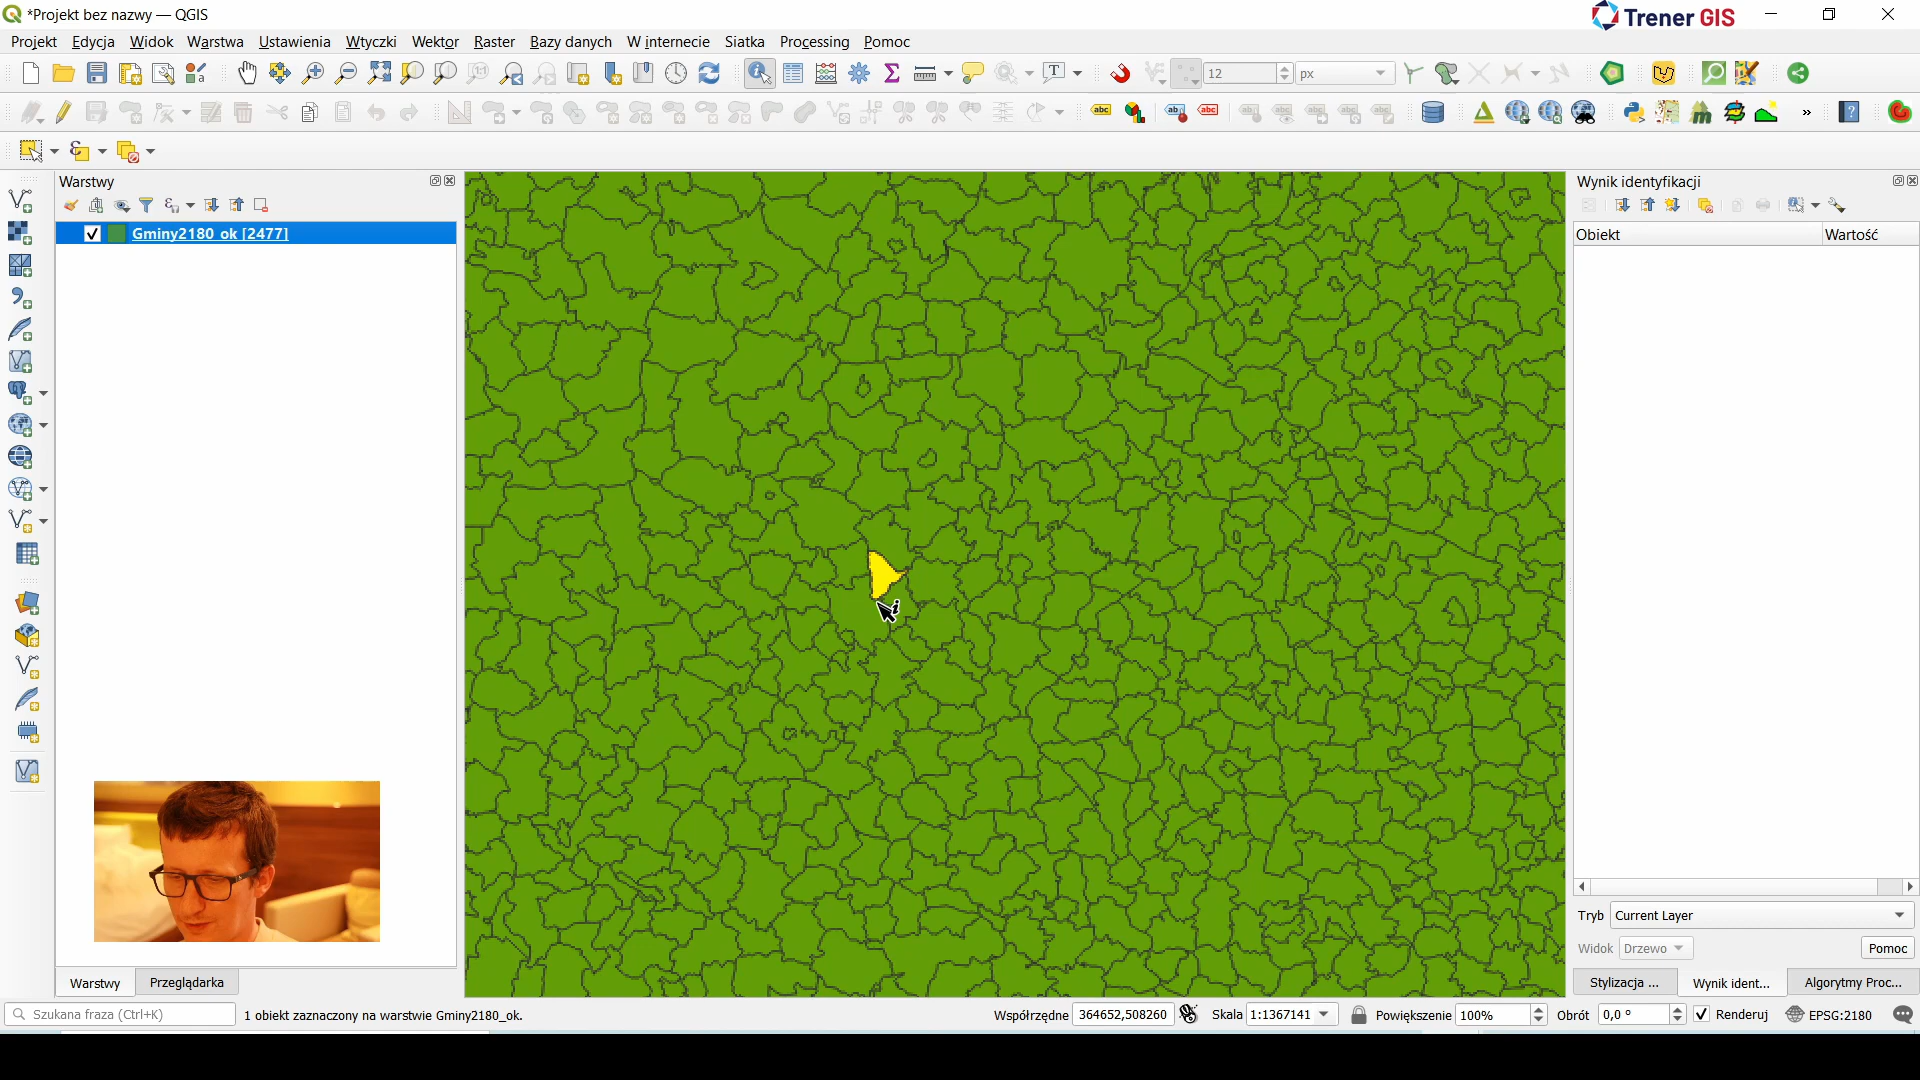 *Projekt bez nazwy — QGIS
Trener GIS
Projekt Edycja Widok Warstwa Ustawienia Wtyczki Wektor Raster Bazy danych W internecie Siatka Processing Pomoc
12 px
abc abc
Warstwy
Gminy2180_ok [2477]
Wynik identyfikacji
Obiekt Wartość
Tryb Current Layer
Widok Drzewo Pomoc
Warstwy Przeglądarka
Stylizacja ... Wynik ident... Algorytmy Proc...
Szukana fraza (Ctrl+K) 1 obiekt zaznaczony na warstwie Gminy2180_ok. Współrzędne 364652,508260 Skala 1:1367141 Powiększenie 100% Obrót 0,0 ° Renderuj EPSG:2180